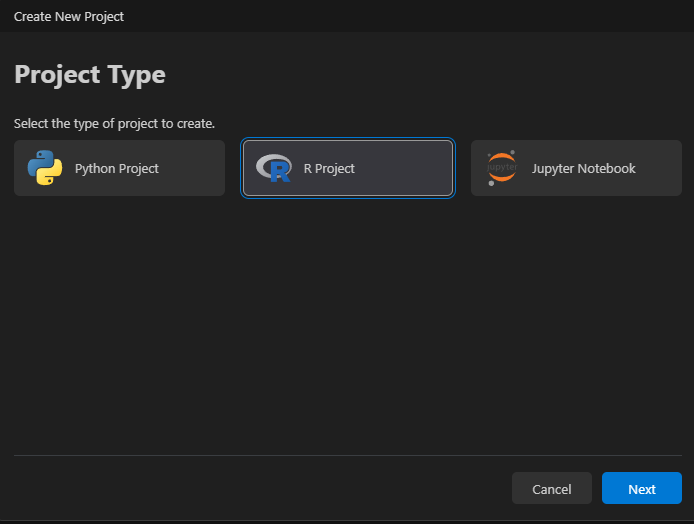 Create New Project
Project Type
Select the type of project to create.
Python Project
R Project
jupyter
Jupyter Notebook
Cancel
Next